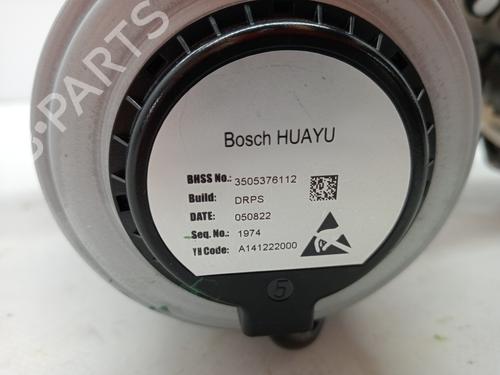 Bosch HUAYU
BHSS No.: 3505376112
Build: DRPS
DATE: 050822
Seq. No.: 1974
YH Code: A141222000
5
B-PARTS